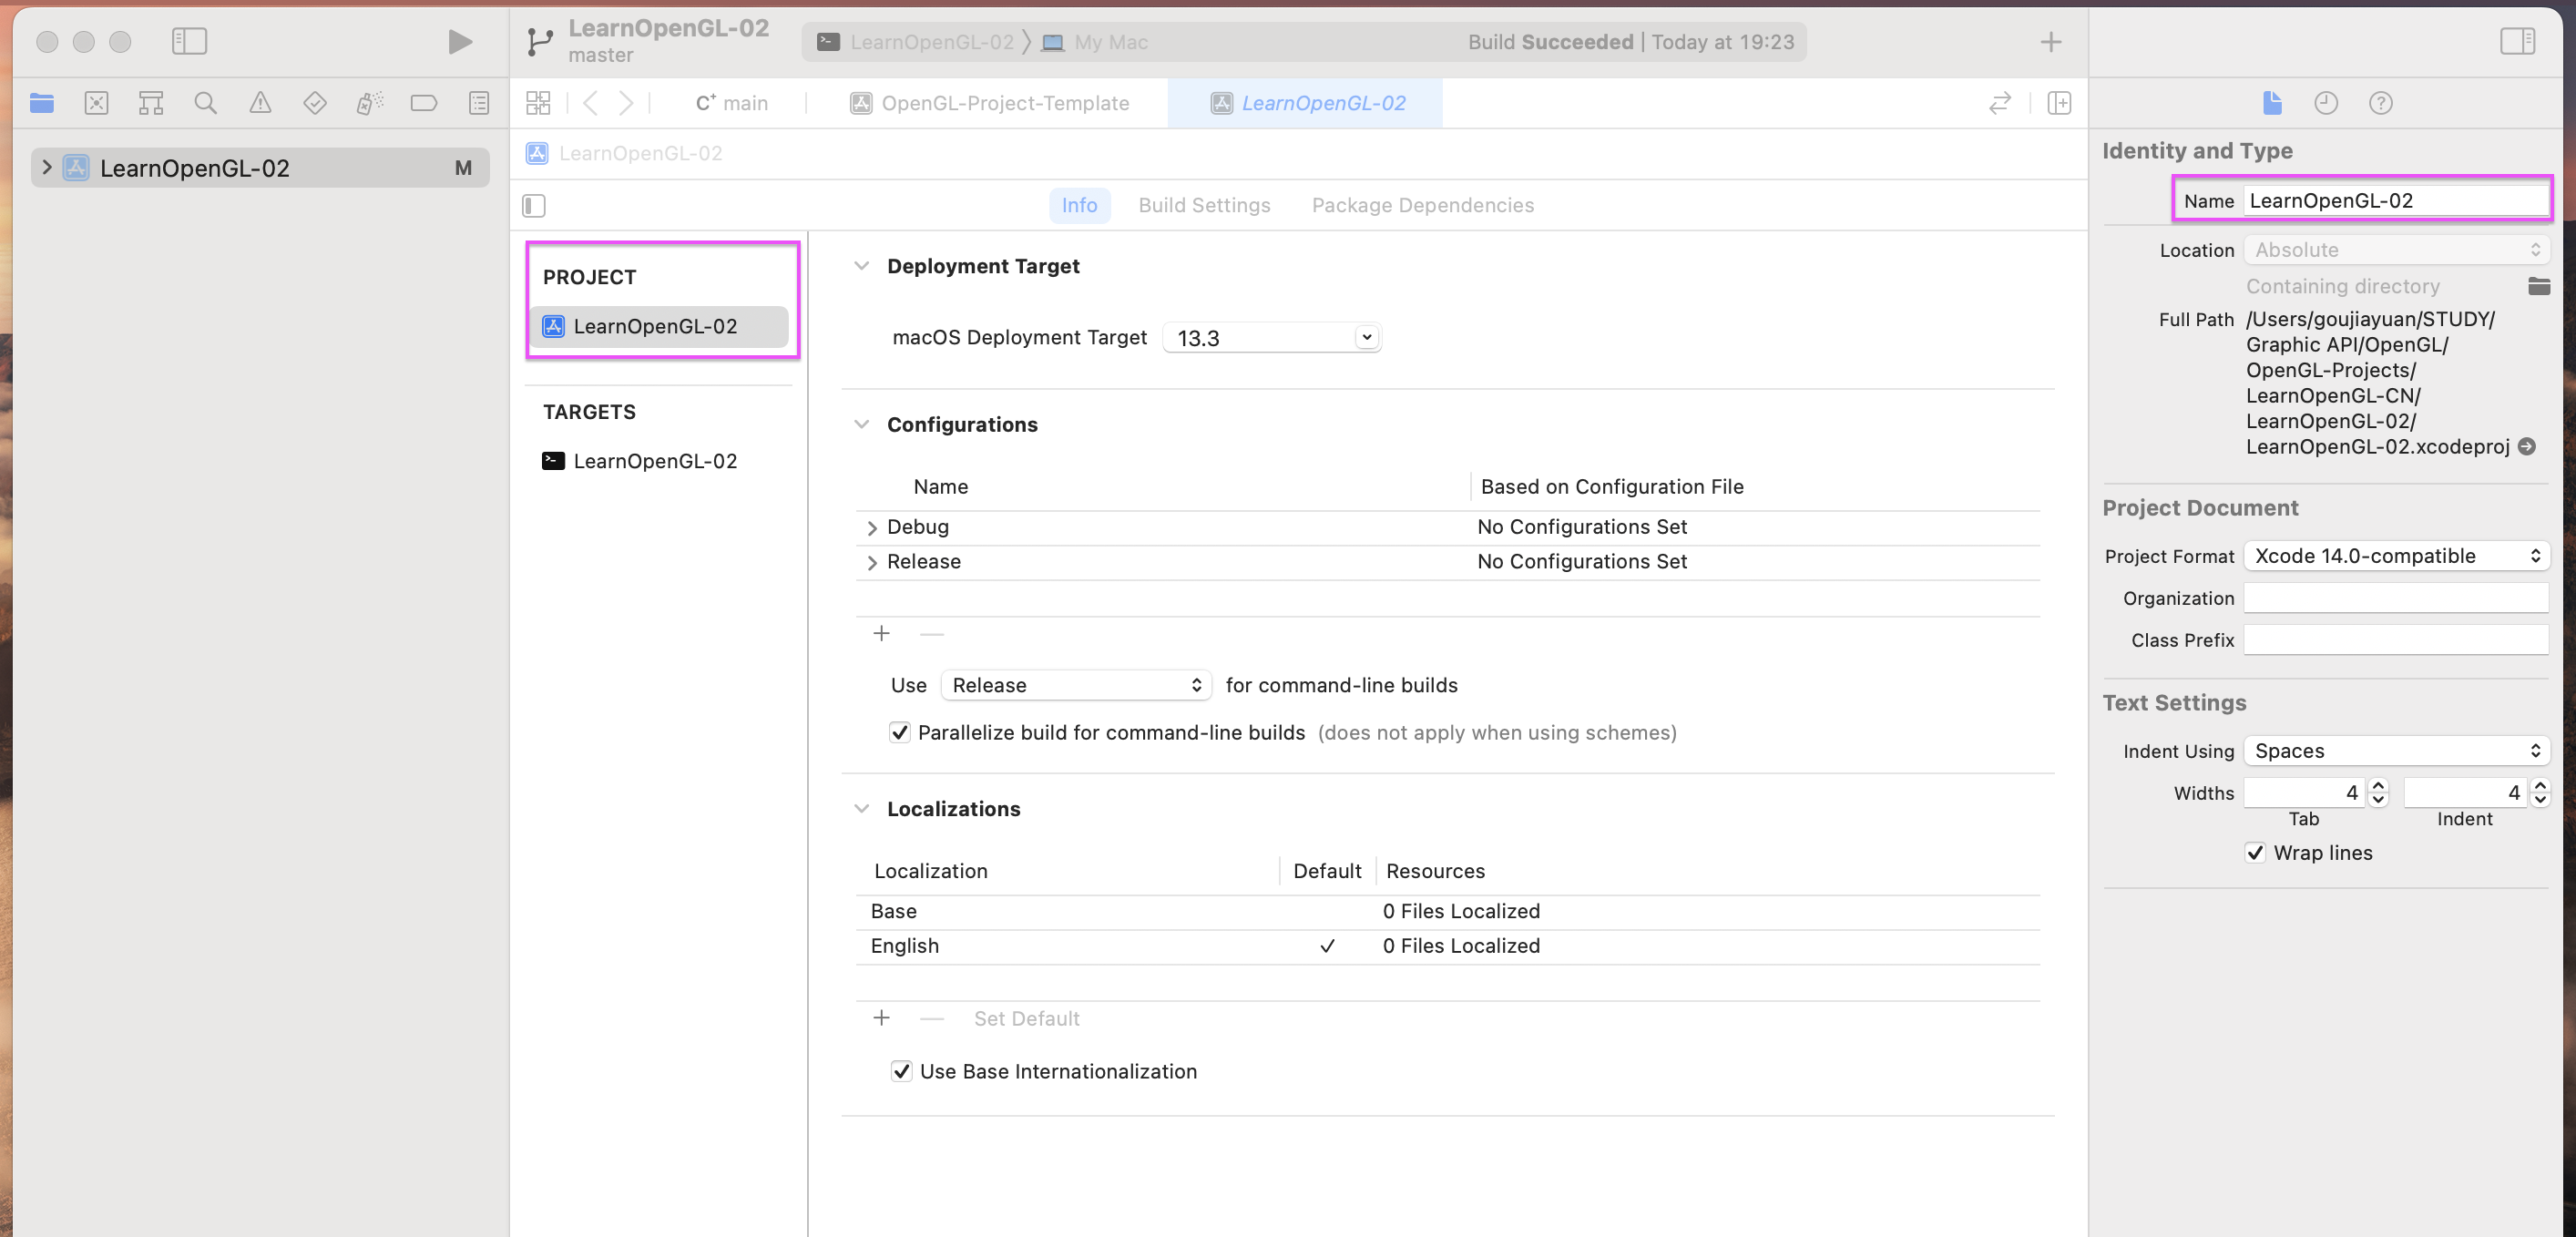 LearnOpenGL-02
master
LearnOpenGL-02 〉 My Mac
Build Succeeded | Today at 19:23
main
OpenGL-Project-Template
LearnOpenGL-02
LearnOpenGL-02 M
LearnOpenGL-02
Info Build Settings Package Dependencies
PROJECT
LearnOpenGL-02
TARGETS
LearnOpenGL-02
Deployment Target
macOS Deployment Target 13.3
Configurations
Name Based on Configuration File
Debug No Configurations Set
Release No Configurations Set
Use Release for command-line builds
Parallelize build for command-line builds (does not apply when using schemes)
Localizations
Localization Default Resources
Base 0 Files Localized
English ✓ 0 Files Localized
Set Default
Use Base Internationalization
Identity and Type
Name LearnOpenGL-02
Location Absolute
Containing directory
Full Path /Users/goujiayuan/STUDY/
Graphic API/OpenGL/
OpenGL-Projects/
LearnOpenGL-CN/
LearnOpenGL-02/
LearnOpenGL-02.xcodeproj
Project Document
Project Format Xcode 14.0-compatible
Organization
Class Prefix
Text Settings
Indent Using Spaces
Widths 4 4
Tab Indent
Wrap lines